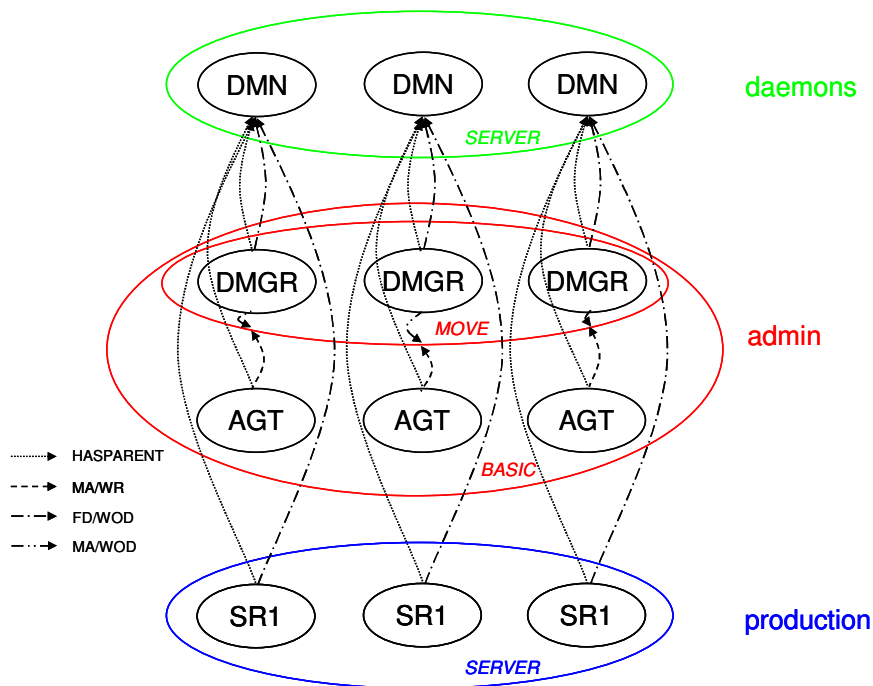 DMN DMN DMN daemons
SERVER
DMGR DMGR DMGR
MOVE
admin
AGT AGT AGT
HASPARENT
BASIC
MA/WR
FD/WOD
MA/WOD
SR1 SR1 SR1 production
SERVER